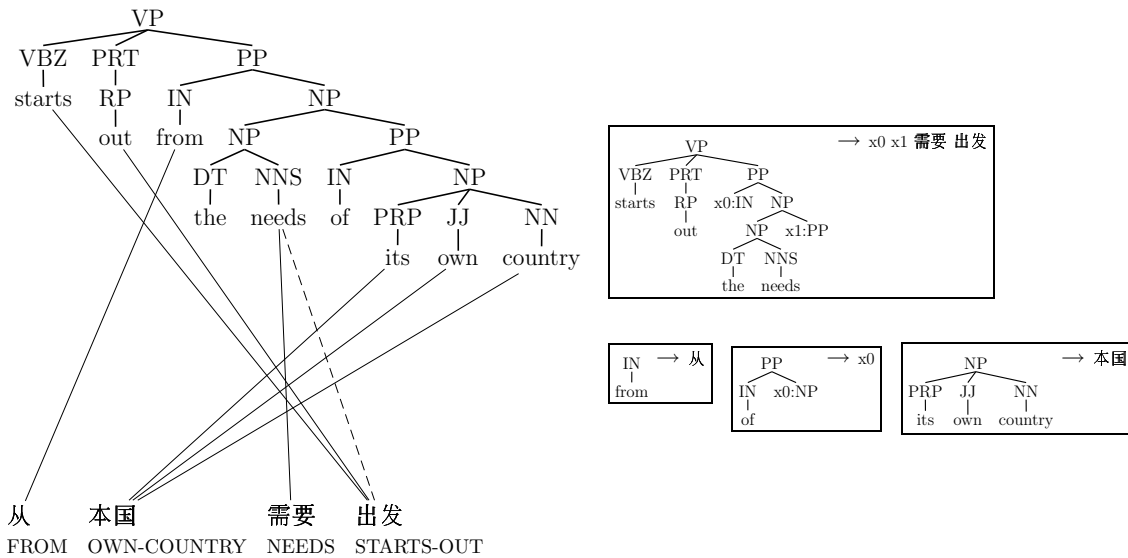 VP
VBZ PRT PP
starts RP IN NP
out from NP PP
DT NNS IN NP
the needs of PRP JJ NN
its own country
从 本国 需要 出发
FROM OWN-COUNTRY NEEDS STARTS-OUT
VP → x0 x1 需要 出发
VBZ PRT PP
starts RP x0:IN NP
out NP x1:PP
DT NNS
the needs
IN → 从
from
PP → x0
IN x0:NP
of
NP → 本国
PRP JJ NN
its own country